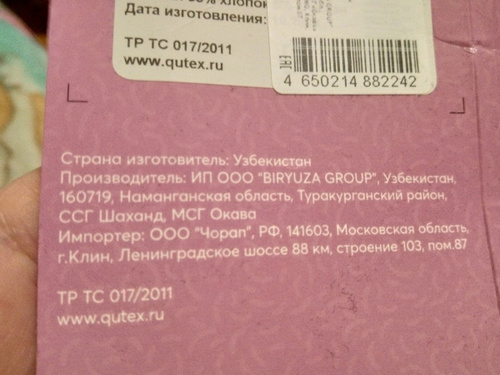 хлопок
Дата изготовления:
ТР ТС 017/2011
www.qutex.ru
EAC
4 650214 882242
Страна изготовитель: Узбекистан
Производитель: ИП ООО "BIRYUZA GROUP", Узбекистан,
160719, Наманганская область, Туракурганский район,
ССГ Шаханд, МСГ Окава
Импортер: ООО "Чорап", РФ, 141603, Московская область,
г.Клин, Ленинградское шоссе 88 км, строение 103, пом.87
ТР ТС 017/2011
www.qutex.ru